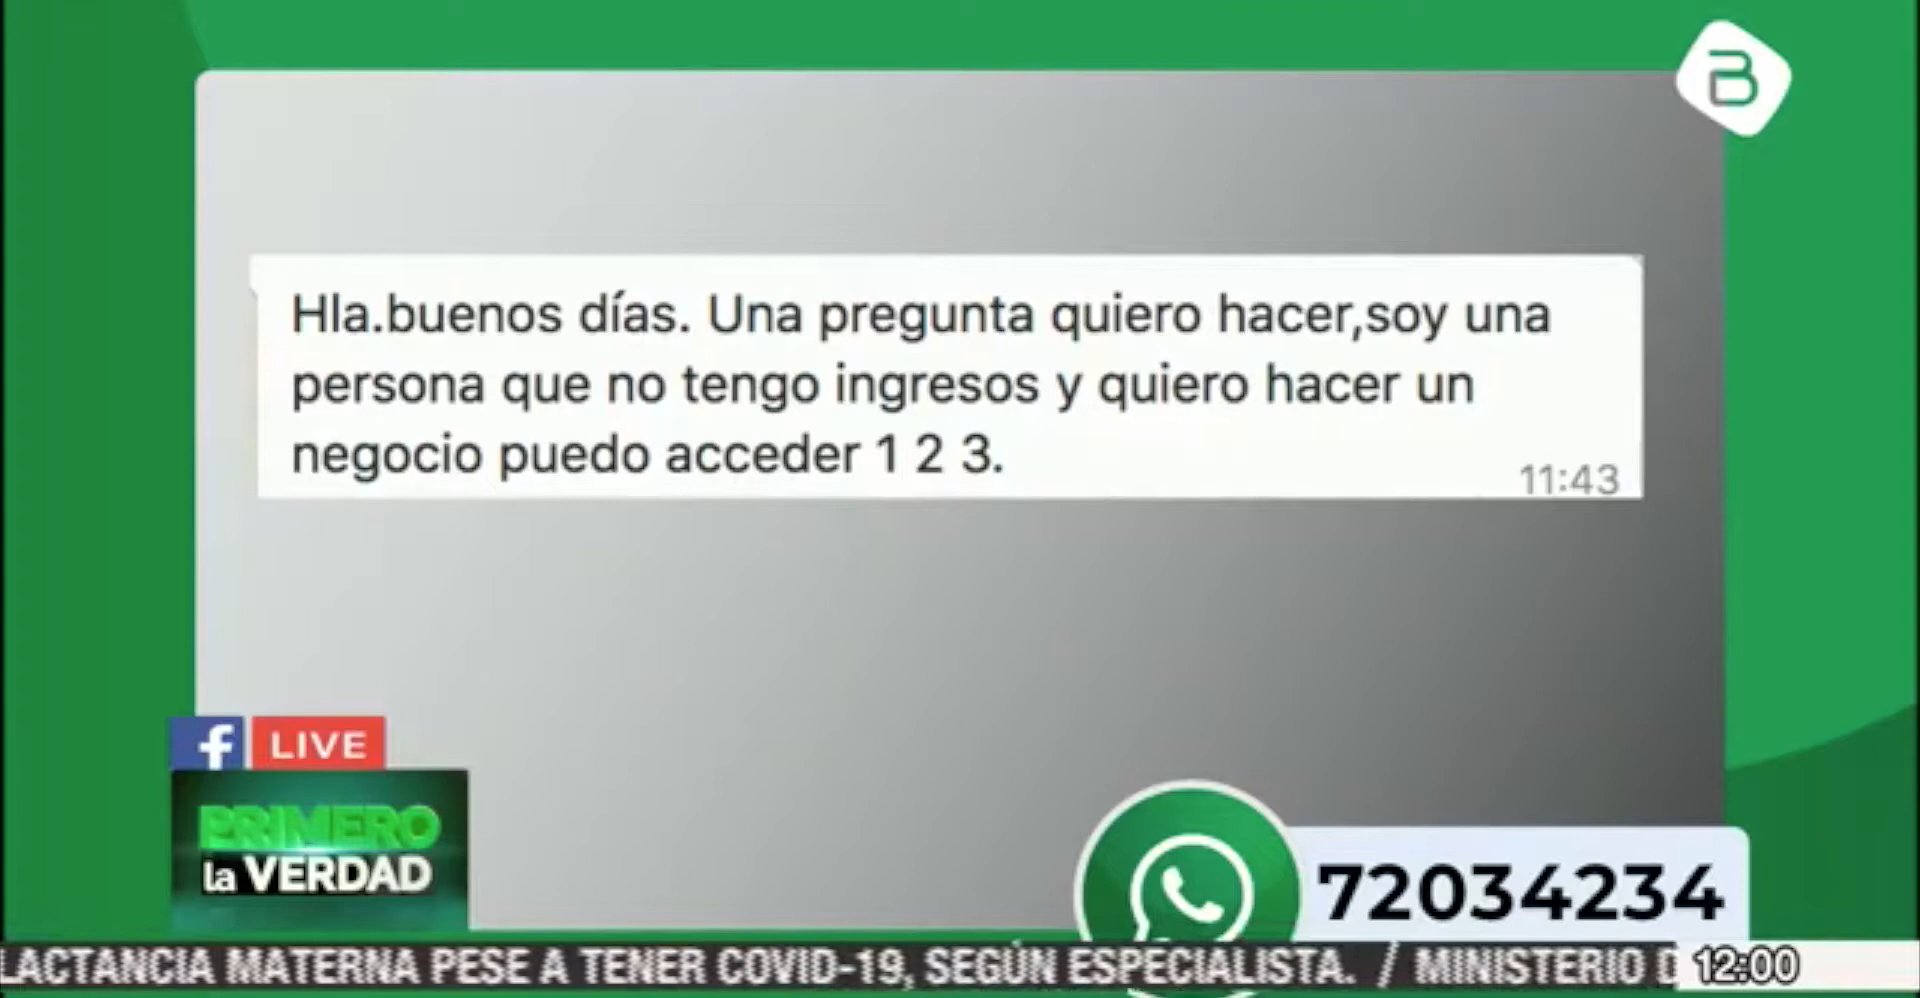 B
Hla.buenos días. Una pregunta quiero hacer,soy una
persona que no tengo ingresos y quiero hacer un
negocio puedo acceder 1 2 3.
11:43
f LIVE
PRIMERO
la VERDAD
72034234
LACTANCIA MATERNA PESE A TENER COVID-19, SEGÚN ESPECIALISTA. / MINISTERIO D 12:00